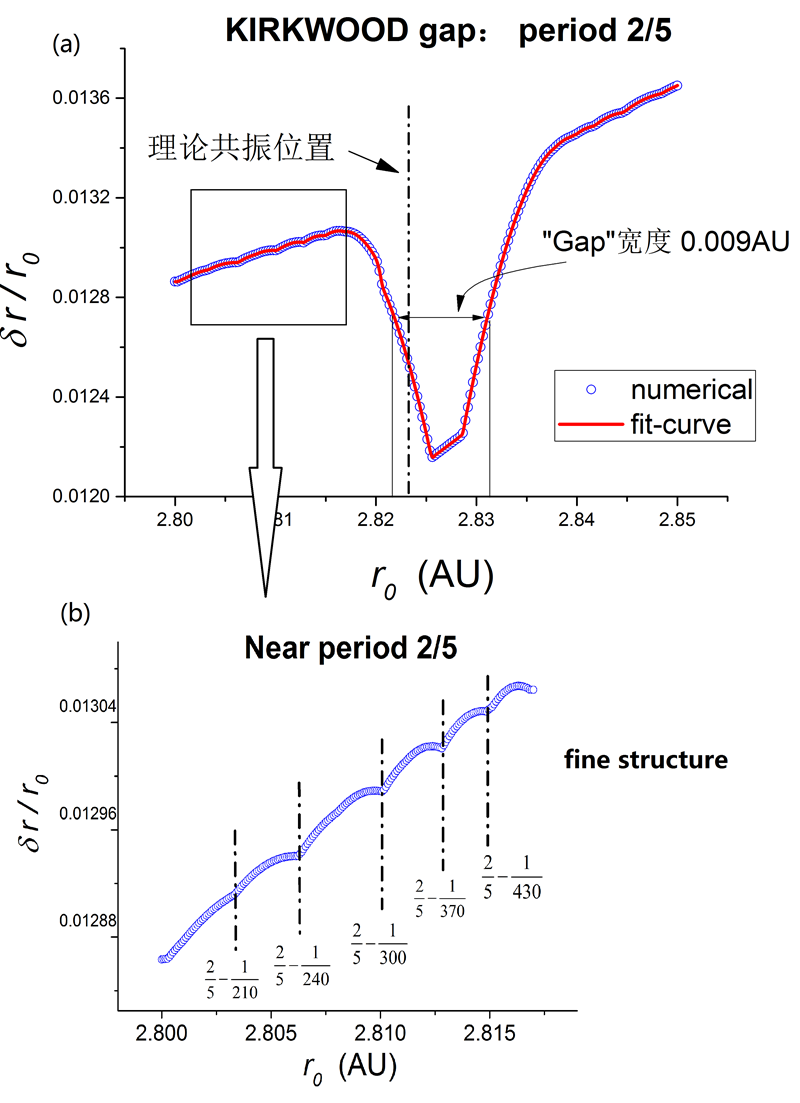 KIRKWOOD gap： period 2/5
(a)
0.0136
理论共振位置
0.0132
"Gap"宽度 0.009AU
0.0128
δr/r0
0.0124
numerical
fit-curve
0.0120
2.80
81
2.82
2.83
2.84
2.85
r0 (AU)
(b)
Near period 2/5
0.01304
fine structure
0.01296
δr/r0
0.01288
2/5-1/210
2/5-1/240
2/5-1/300
2/5-1/370
2/5-1/430
2.800
2.805
2.810
2.815
r0 (AU)